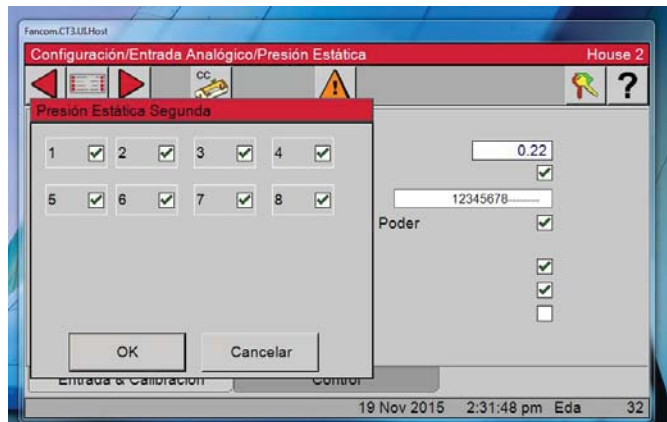 Fancom.CT3.UI.Host
Configuración/Entrada Analógico/Presión Estática House 2
CC
?
Presión Estática Segunda
1 2 3 4
0.22
5 6 7 8
12345678--------
Poder
OK Cancelar
Entrada & Calibración Control
19 Nov 2015 2:31:48 pm Eda 32